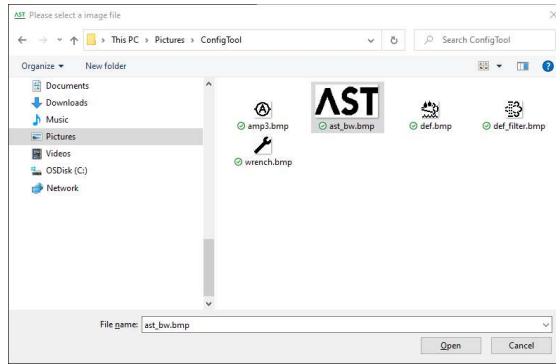 AST Please select a image file
This PC > Pictures > ConfigTool
Search ConfigTool
Organize
New folder
?
Documents
Downloads
Music
Pictures
Videos
OSDisk (C:)
Network
AST
A
amp3.bmp
ast_bw.bmp
def.bmp
def_filter.bmp
wrench.bmp
File name: ast_bw.bmp
Open
Cancel